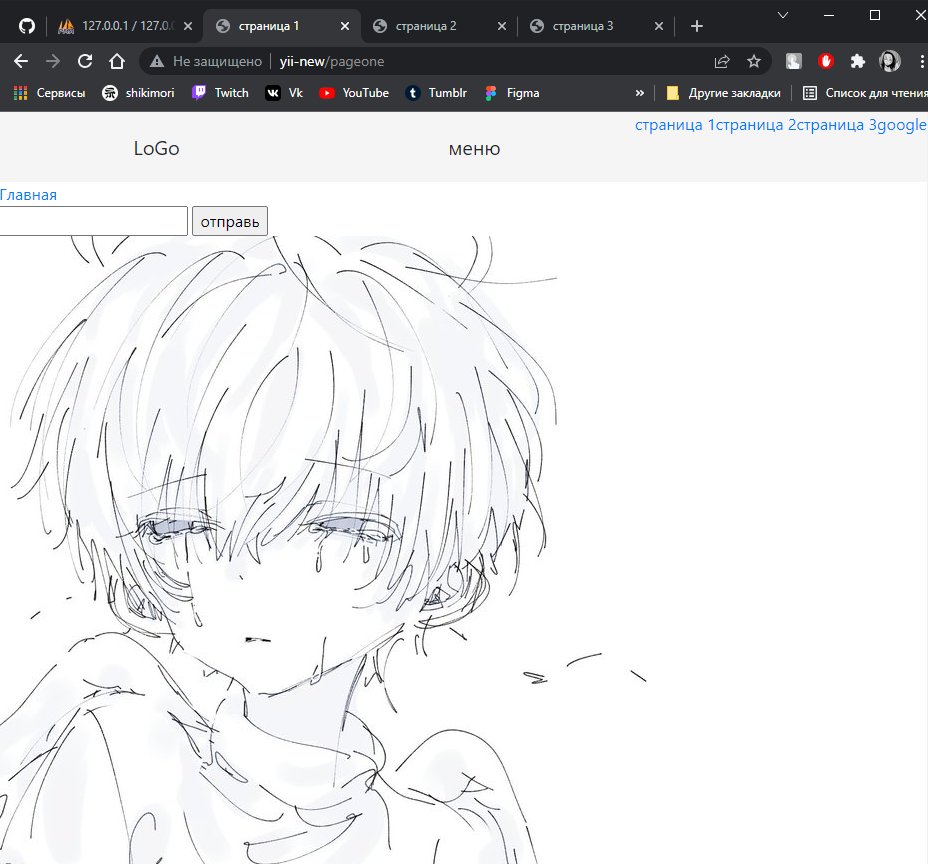 127.0.0.1 / 127.0.0 страница 1 страница 2 страница 3
Не защищено yii-new/pageone
Сервисы shikimori Twitch Vk YouTube Tumblr Figma » Другие закладки Список для чтения
страница 1страница 2страница 3google
LoGo меню
Главная
отправь